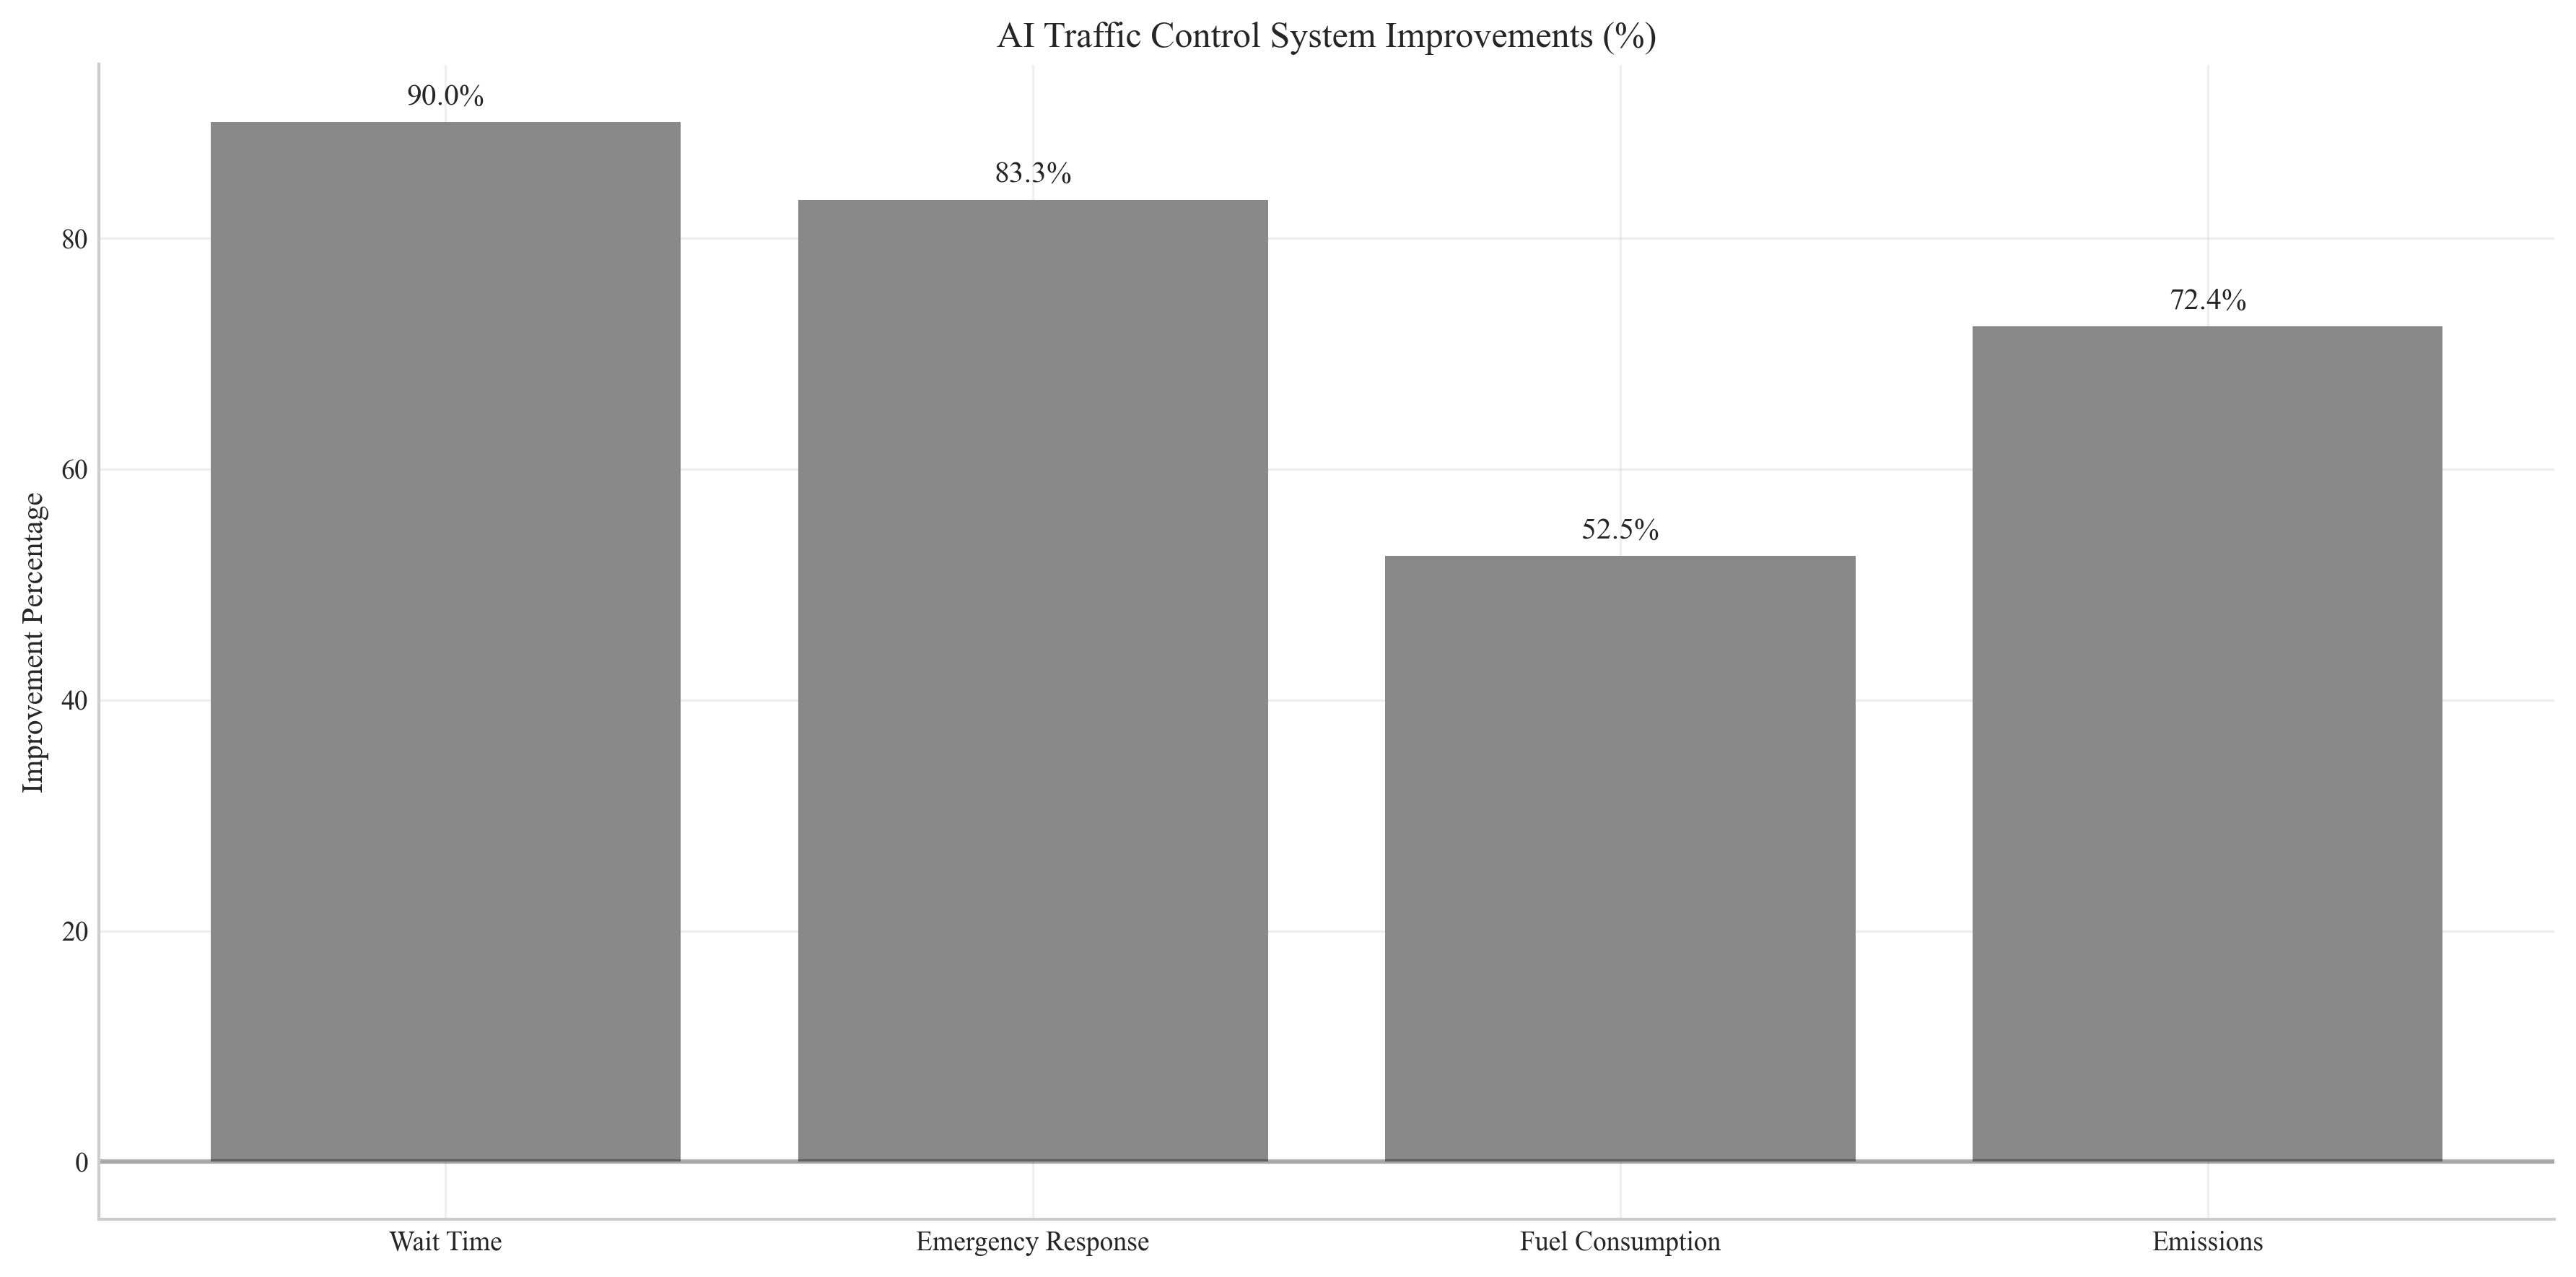 AI Traffic Control System Improvements (%)
90.0%
83.3%
72.4%
52.5%
80
60
40
20
0
Improvement Percentage
Wait Time
Emergency Response
Fuel Consumption
Emissions